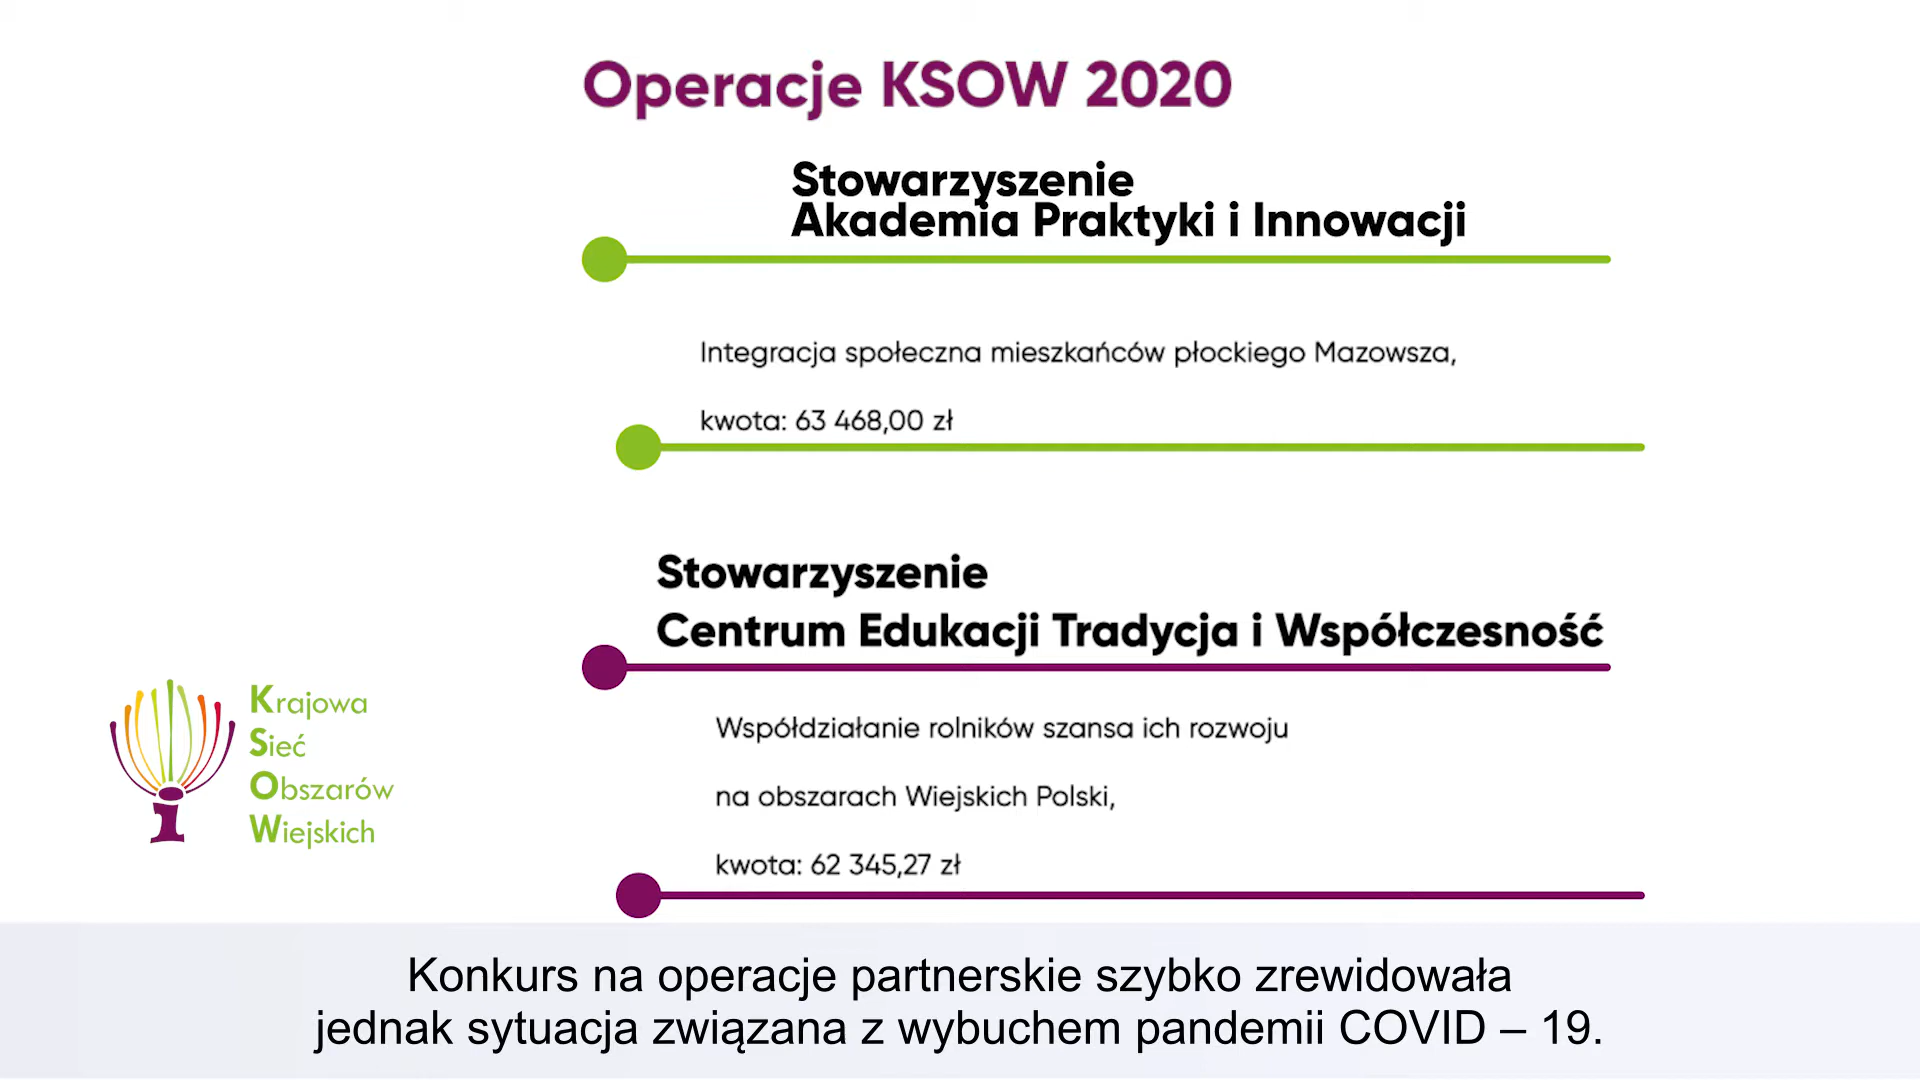 Operacje KSOW 2020
Stowarzyszenie
Akademia Praktyki i Innowacji
Integracja społeczna mieszkańców płockiego Mazowsza,
kwota: 63 468,00 zł
Stowarzyszenie
Centrum Edukacji Tradycja i Współczesność
Współdziałanie rolników szansa ich rozwoju
na obszarach Wiejskich Polski,
kwota: 62 345,27 zł
Krajowa
Sieć
Obszarów
Wiejskich
Konkurs na operacje partnerskie szybko zrewidowała
jednak sytuacja związana z wybuchem pandemii COVID – 19.